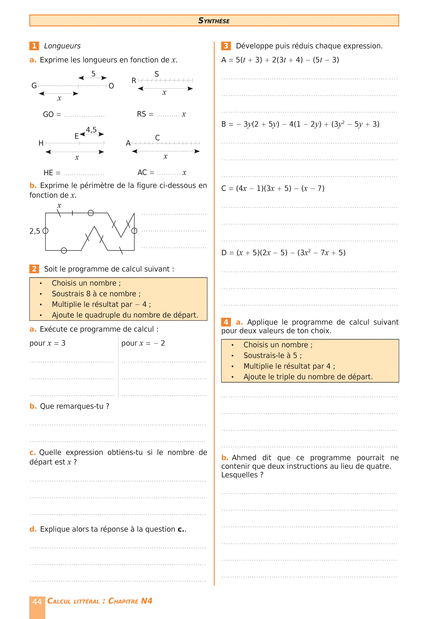 SYNTHÈSE
1 Longueurs
a. Exprime les longueurs en fonction de x.
5
G O
x
S
R
x
GO = ................
RS = .......... x
4,5
E
H
x
C
A
x
HE = ................
AC = .......... x
b. Exprime le périmètre de la figure ci-dessous en
fonction de x.
x
2,5
2 Soit le programme de calcul suivant :
• Choisis un nombre ;
• Soustrais 8 à ce nombre ;
• Multiplie le résultat par − 4 ;
• Ajoute le quadruple du nombre de départ.
a. Exécute ce programme de calcul :
pour x = 3
pour x = − 2
b. Que remarques-tu ?
c. Quelle expression obtiens-tu si le nombre de
départ est x ?
d. Explique alors ta réponse à la question c..
3 Développe puis réduis chaque expression.
A = 5(t + 3) + 2(3t + 4) − (5t − 3)
B = − 3y(2 + 5y) − 4(1 − 2y) + (3y² − 5y + 3)
C = (4x − 1)(3x + 5) − (x − 7)
D = (x + 5)(2x − 5) − (3x² − 7x + 5)
4 a. Applique le programme de calcul suivant
pour deux valeurs de ton choix.
• Choisis un nombre ;
• Soustrais-le à 5 ;
• Multiplie le résultat par 4 ;
• Ajoute le triple du nombre de départ.
b. Ahmed dit que ce programme pourrait ne
contenir que deux instructions au lieu de quatre.
Lesquelles ?
44 CALCUL LITTÉRAL : CHAPITRE N4